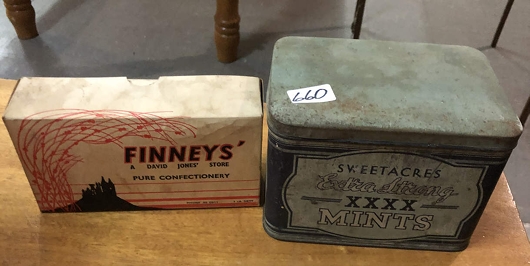 660
FINNEYS'
A DAVID JONES' STORE
PURE CONFECTIONERY
SWEETACRES
Extra Strong
XXXX
MINTS